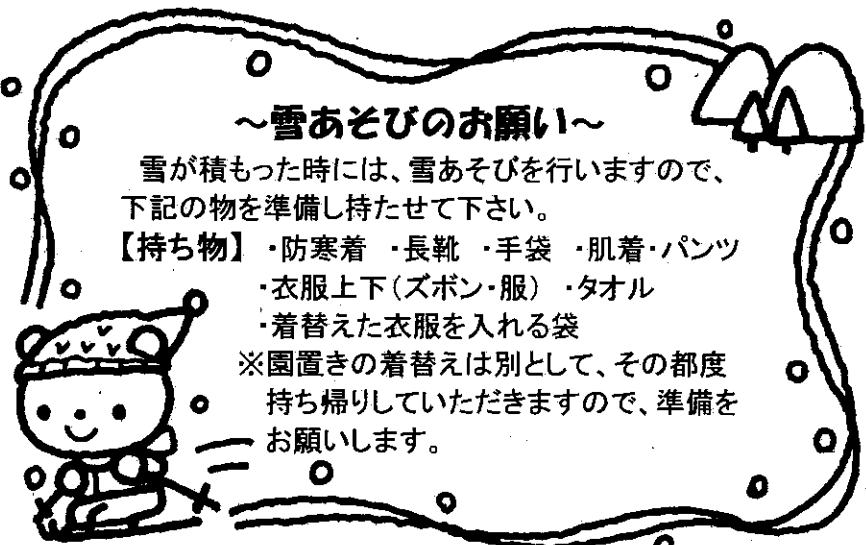 ～雪あそびのお願い～
雪が積もった時には、雪あそびを行いますので、
下記の物を準備し持たせて下さい。
【持ち物】 ・防寒着 ・長靴 ・手袋 ・肌着・パンツ
・衣服上下（ズボン・服） ・タオル
・着替えた衣服を入れる袋
※園置きの着替えは別として、その都度
持ち帰りしていただきますので、準備を
お願いします。